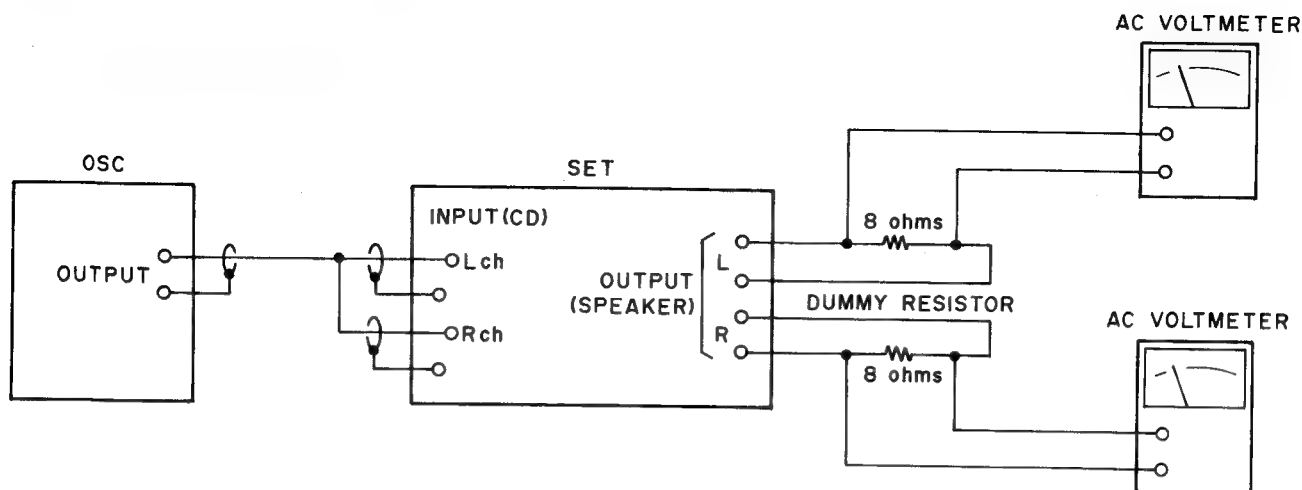 AC VOLTMETER
OSC
SET
INPUT(CD)
8 ohms
OUTPUT
Lch
OUTPUT
(SPEAKER)
L
DUMMY RESISTOR
Rch
R
AC VOLTMETER
8 ohms